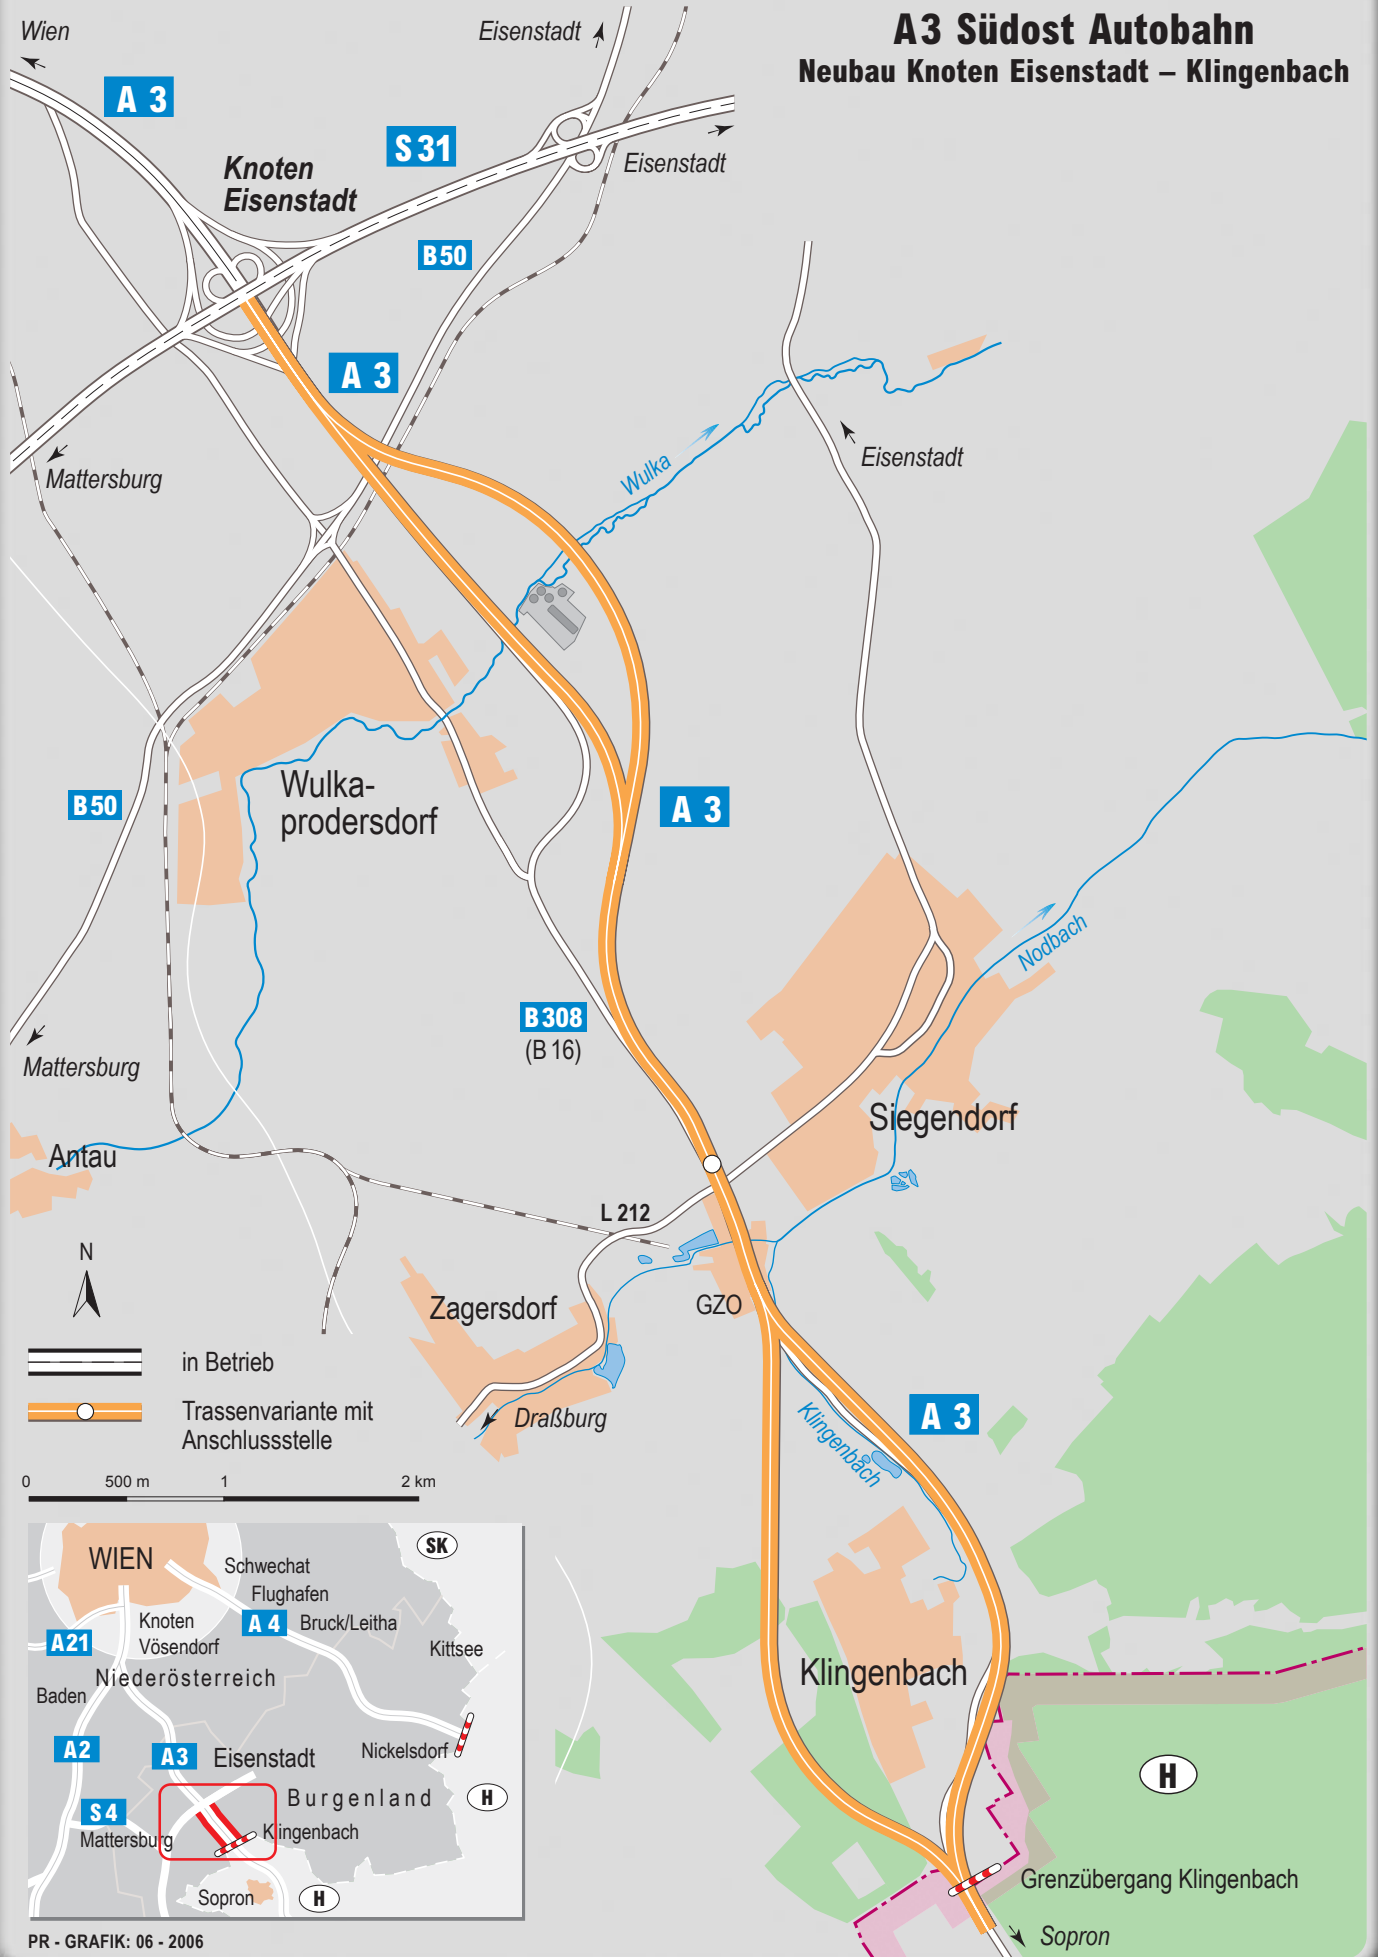 A3 Südost Autobahn
Neubau Knoten Eisenstadt – Klingenbach
Wien
Eisenstadt
A 3
S 31
Knoten
Eisenstadt
Eisenstadt
B 50
A 3
Mattersburg
Wulka
Eisenstadt
B 50
Wulka-
prodersdorf
A 3
Nodbach
B 308
(B 16)
Mattersburg
Siegendorf
Antau
L 212
N
Zagersdorf
GZO
in Betrieb
Trassenvariante mit
Anschlussstelle
Draßburg
A 3
Klingenbach
0 500 m 1 2 km
WIEN
SK
Schwechat
Flughafen
Knoten
Vösendorf
A 4
Bruck/Leitha
A21
Kittsee
Niederösterreich
Baden
A2
A3
Eisenstadt
Nickelsdorf
Burgenland
H
S 4
Mattersburg
Klingenbach
Sopron
H
Klingenbach
H
Grenzübergang Klingenbach
Sopron
PR - GRAFIK: 06 - 2006